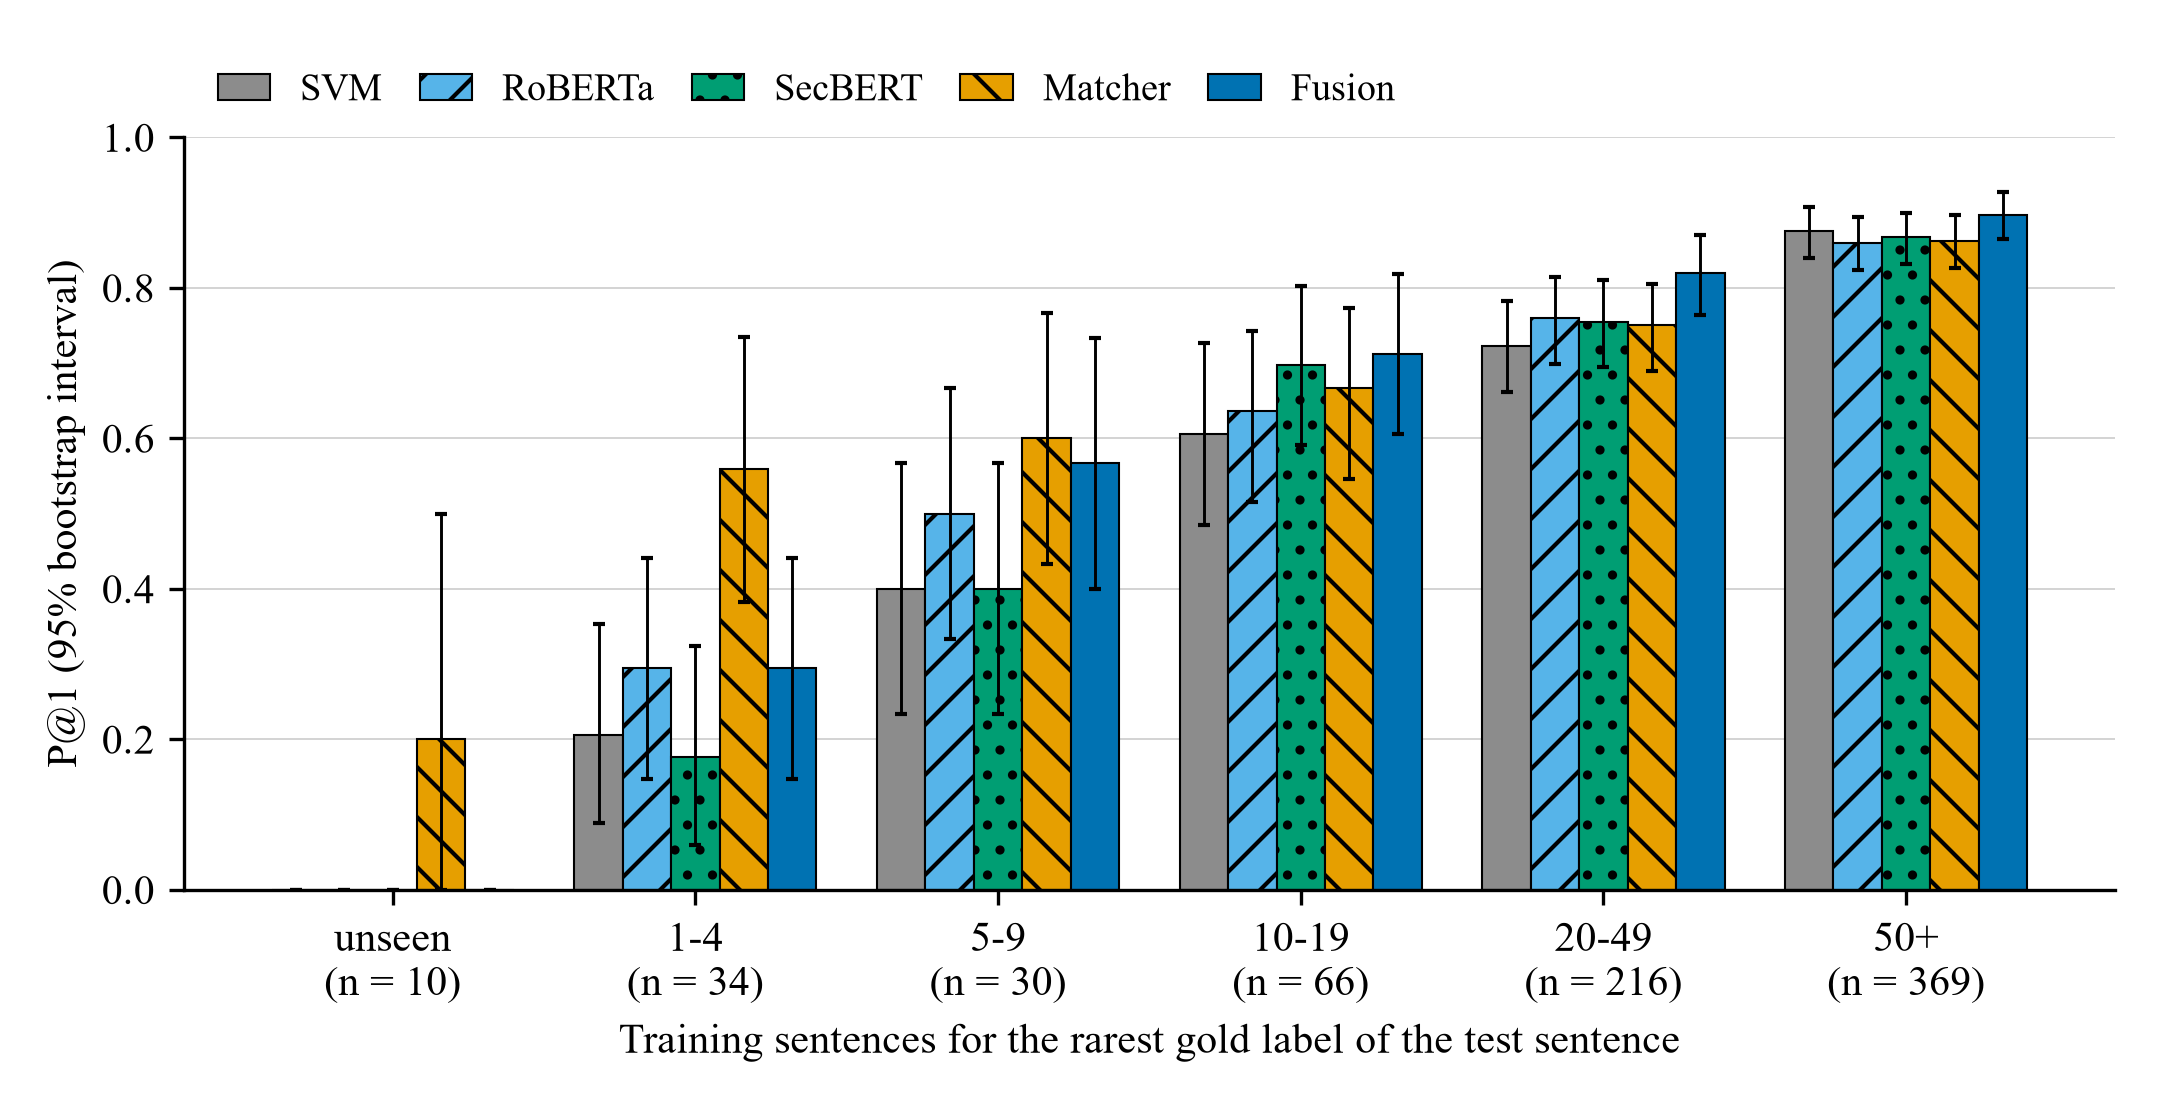 SVM RoBERTa SecBERT Matcher Fusion
P@1 (95% bootstrap interval)
1.0
0.8
0.6
0.4
0.2
0.0
unseen 1-4 5-9 10-19 20-49 50+
(n = 10) (n = 34) (n = 30) (n = 66) (n = 216) (n = 369)
Training sentences for the rarest gold label of the test sentence